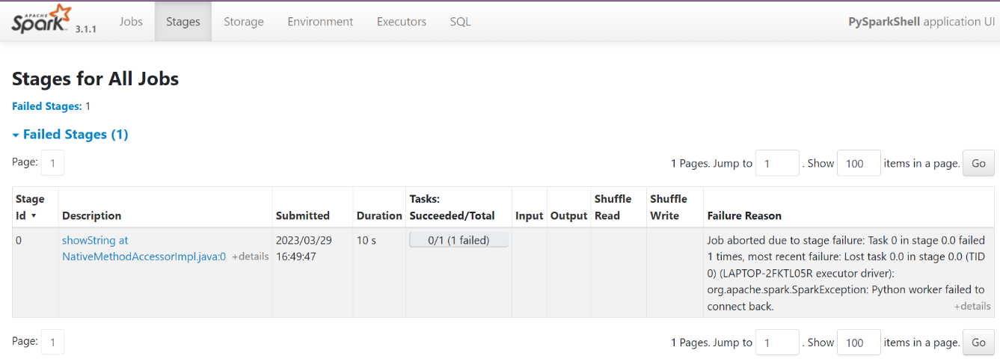 APACHE Spark 3.1.1 Jobs Stages Storage Environment Executors SQL PySparkShell application UI
Stages for All Jobs
Failed Stages: 1
Failed Stages (1)
Page: 1 1 Pages. Jump to 1 . Show 100 items in a page. Go
Stage Id Description Submitted Duration Tasks: Succeeded/Total Input Output Shuffle Read Shuffle Write Failure Reason
0 showString at NativeMethodAccessorImpl.java:0 +details 2023/03/29 16:49:47 10 s 0/1 (1 failed) Job aborted due to stage failure: Task 0 in stage 0.0 failed
1 times, most recent failure: Lost task 0.0 in stage 0.0 (TID
0) (LAPTOP-2FKTL05R executor driver):
org.apache.spark.SparkException: Python worker failed to
connect back. +details
Page: 1 1 Pages. Jump to 1 . Show 100 items in a page. Go